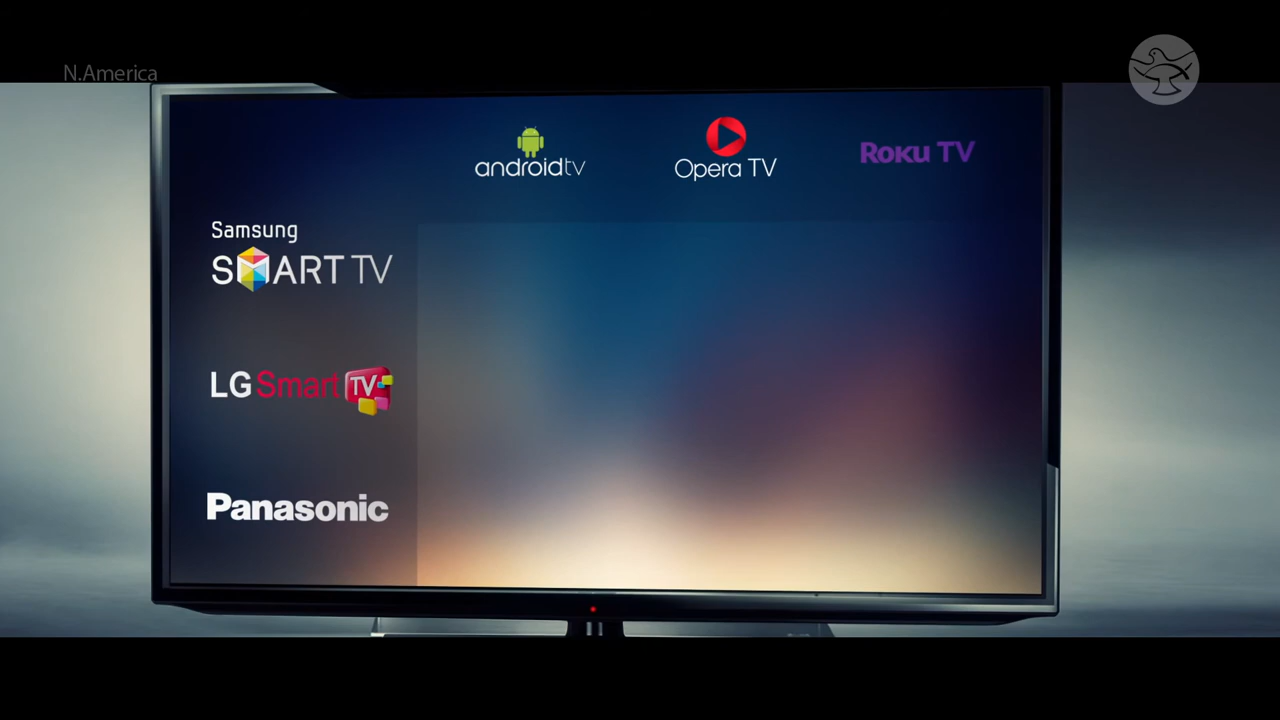 N.America
androidtv
Opera TV
Roku TV
Samsung
SMART TV
LG Smart TV
Panasonic